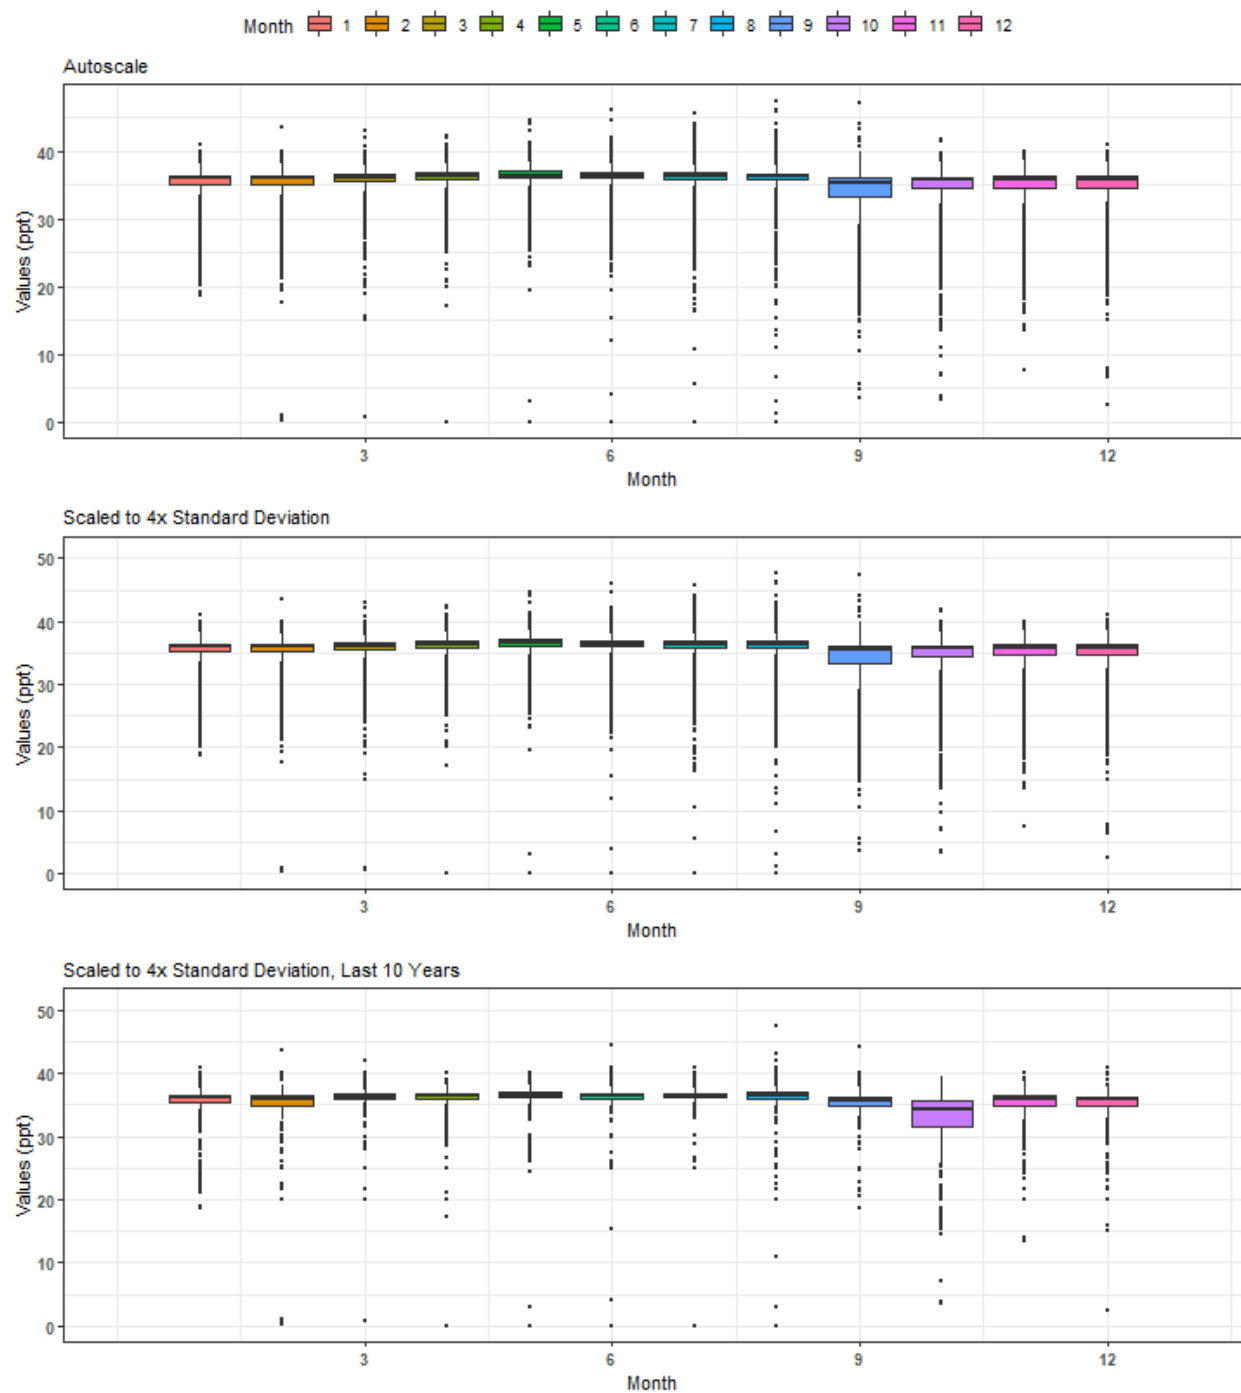 Month 1 2 3 4 5 6 7 8 9 10 11 12
Autoscale
Values (ppt)
40
30
20
10
0
3 6 9 12
Month
Scaled to 4x Standard Deviation
Values (ppt)
50
40
30
20
10
0
3 6 9 12
Month
Scaled to 4x Standard Deviation, Last 10 Years
Values (ppt)
50
40
30
20
10
0
3 6 9 12
Month